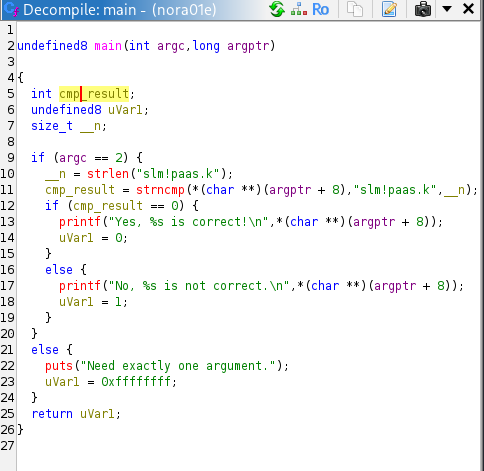 Decompile: main - (nora01e)
Ro
1
2 undefined8 main(int argc,long argptr)
3
4 {
5   int cmp_result;
6   undefined8 uVar1;
7   size_t __n;
8
9   if (argc == 2) {
10     __n = strlen("slm!paas.k");
11     cmp_result = strncmp(*(char **)(argptr + 8),"slm!paas.k",__n);
12     if (cmp_result == 0) {
13       printf("Yes, %s is correct!\n",*(char **)(argptr + 8));
14       uVar1 = 0;
15     }
16     else {
17       printf("No, %s is not correct.\n",*(char **)(argptr + 8));
18       uVar1 = 1;
19     }
20   }
21   else {
22     puts("Need exactly one argument.");
23     uVar1 = 0xffffffff;
24   }
25   return uVar1;
26 }
27